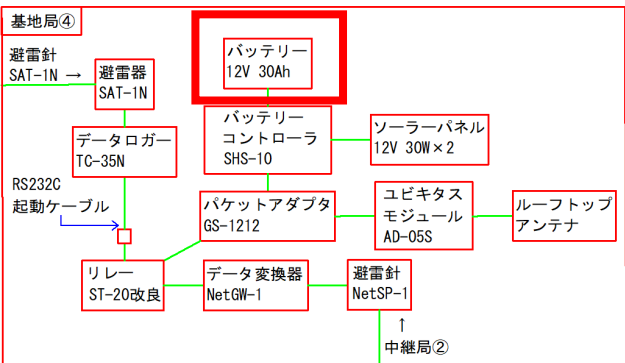 基地局④
避雷針
SAT-1N →
避雷器
SAT-1N
バッテリー
12V 30Ah
データロガー
TC-35N
バッテリー
コントローラ
SHS-10
ソーラーパネル
12V 30W×2
RS232C
起動ケーブル
パケットアダプタ
GS-1212
ユビキタス
モジュール
AD-05S
ルーフトップ
アンテナ
リレー
ST-20改良
データ変換器
NetGW-1
避雷針
NetSP-1
↑
中継局②